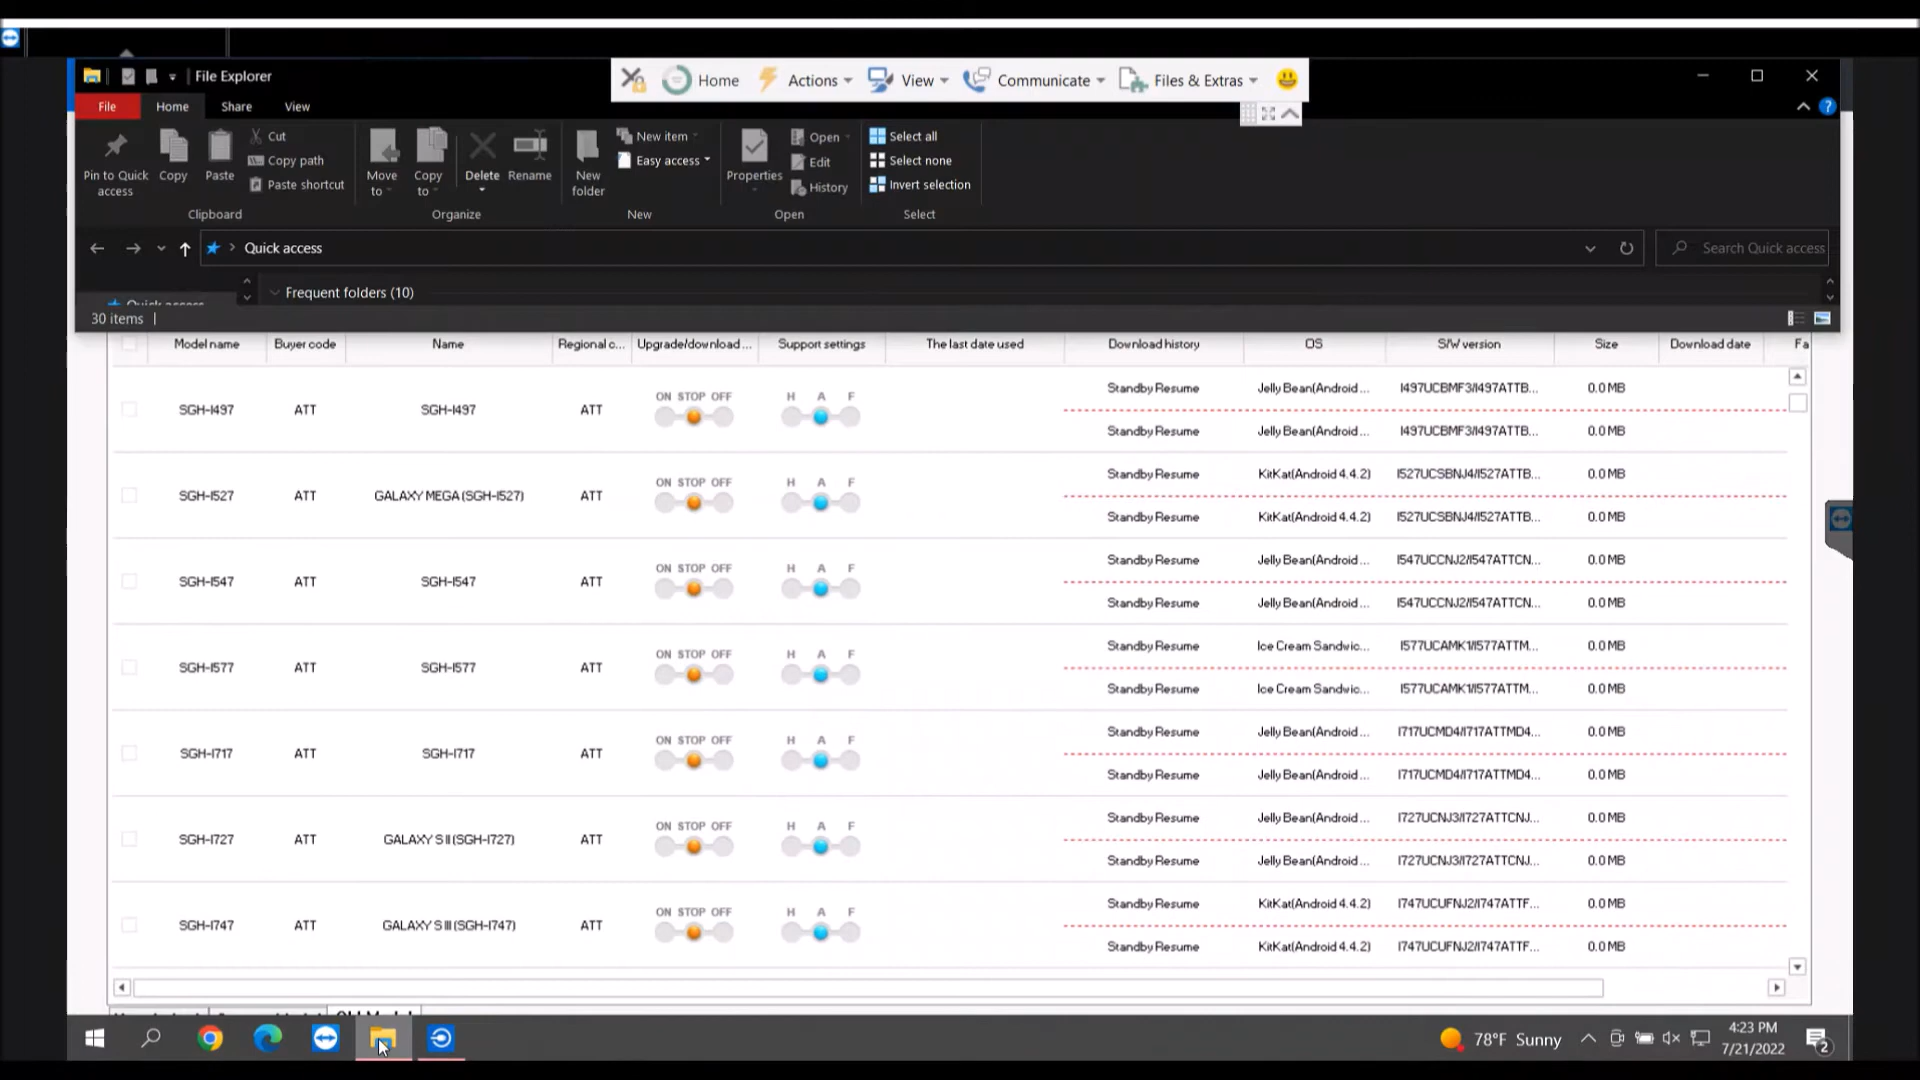 File Explorer
Home Actions View Communicate Files & Extras
File Home Share View
Pin to Quick access
Copy
Paste
Cut
Copy path
Paste shortcut
Clipboard
Move to
Copy to
Delete
Rename
Organize
New folder
New item
Easy access
New
Properties
Open
Edit
History
Open
Select all
Select none
Invert selection
Select
Quick access
Search Quick access
Quick access
Frequent folders (10)
30 items
Model name Buyer code Name Regional c... Upgrade/download... Support settings The last date used Download history OS S/W version Size Download date Fa
ON STOP OFF H A F Standby Resume Jelly Bean(Android... I497UCBMF3/I497ATTB... 0.0 MB
SGH-I497 ATT SGH-I497 ATT
Standby Resume Jelly Bean(Android... I497UCBMF3/I497ATTB... 0.0 MB
ON STOP OFF H A F Standby Resume KitKat(Android 4.4.2) I527UCSBNJ4/I527ATTB... 0.0 MB
SGH-I527 ATT GALAXY MEGA (SGH-I527) ATT
Standby Resume KitKat(Android 4.4.2) I527UCSBNJ4/I527ATTB... 0.0 MB
ON STOP OFF H A F Standby Resume Jelly Bean(Android... I547UCCNJ2/I547ATTCN... 0.0 MB
SGH-I547 ATT SGH-I547 ATT
Standby Resume Jelly Bean(Android... I547UCCNJ2/I547ATTCN... 0.0 MB
ON STOP OFF H A F Standby Resume Ice Cream Sandwic... I577UCAMK1/I577ATTM... 0.0 MB
SGH-I577 ATT SGH-I577 ATT
Standby Resume Ice Cream Sandwic... I577UCAMK1/I577ATTM... 0.0 MB
ON STOP OFF H A F Standby Resume Jelly Bean(Android... I717UCMD4/I717ATTMD4... 0.0 MB
SGH-I717 ATT SGH-I717 ATT
Standby Resume Jelly Bean(Android... I717UCMD4/I717ATTMD4... 0.0 MB
ON STOP OFF H A F Standby Resume Jelly Bean(Android... I727UCNJ3/I727ATTCNJ... 0.0 MB
SGH-I727 ATT GALAXY S II (SGH-I727) ATT
Standby Resume Jelly Bean(Android... I727UCNJ3/I727ATTCNJ... 0.0 MB
ON STOP OFF H A F Standby Resume KitKat(Android 4.4.2) I747UCUFNJ2/I747ATTF... 0.0 MB
SGH-I747 ATT GALAXY S III (SGH-I747) ATT
Standby Resume KitKat(Android 4.4.2) I747UCUFNJ2/I747ATTF... 0.0 MB
78°F Sunny
4:23 PM
7/21/2022
2